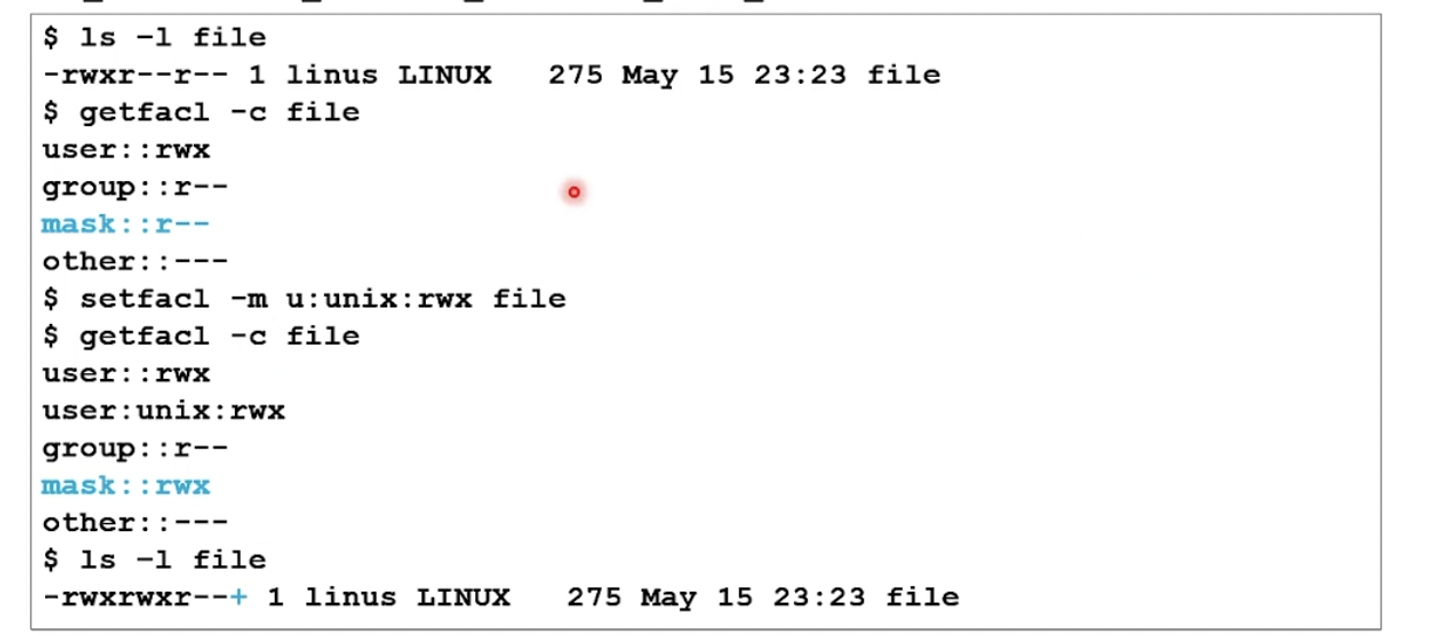 $ ls -l file
-rwxr--r-- 1 linus LINUX   275 May 15 23:23 file
$ getfacl -c file
user::rwx
group::r--
mask::r--
other::---
$ setfacl -m u:unix:rwx file
$ getfacl -c file
user::rwx
user:unix:rwx
group::r--
mask::rwx
other::---
$ ls -l file
-rwxrwxr--+ 1 linus LINUX   275 May 15 23:23 file